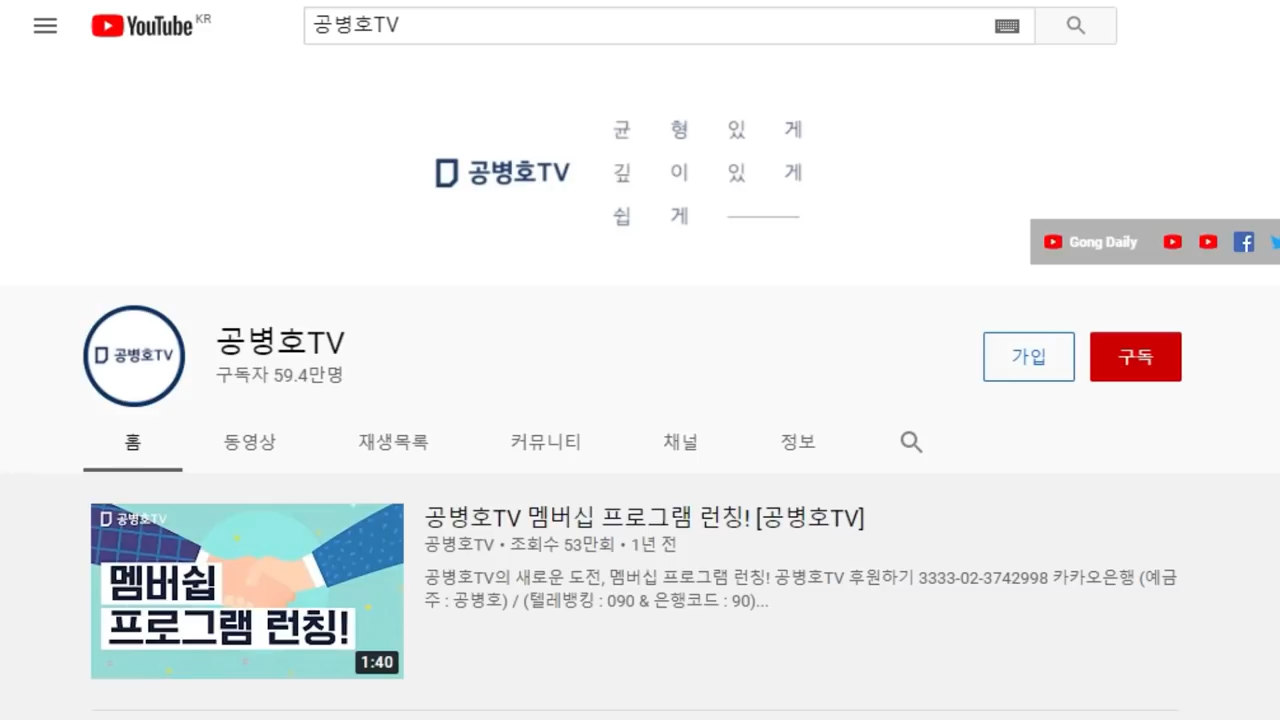 YouTube KR
공병호TV
균 형 있 게
공병호TV
깊 이 있 게
쉽 게
Gong Daily
공병호TV
공병호TV
구독자 59.4만명
가입
구독
홈
동영상
재생목록
커뮤니티
채널
정보
공병호TV
멤버쉽
프로그램 런칭!
1:40
공병호TV 멤버십 프로그램 런칭! [공병호TV]
공병호TV • 조회수 53만회 • 1년 전
공병호TV의 새로운 도전, 멤버십 프로그램 런칭! 공병호TV 후원하기 3333-02-3742998 카카오은행 (예금
주 : 공병호) / (텔레뱅킹 : 090 & 은행코드 : 90)...